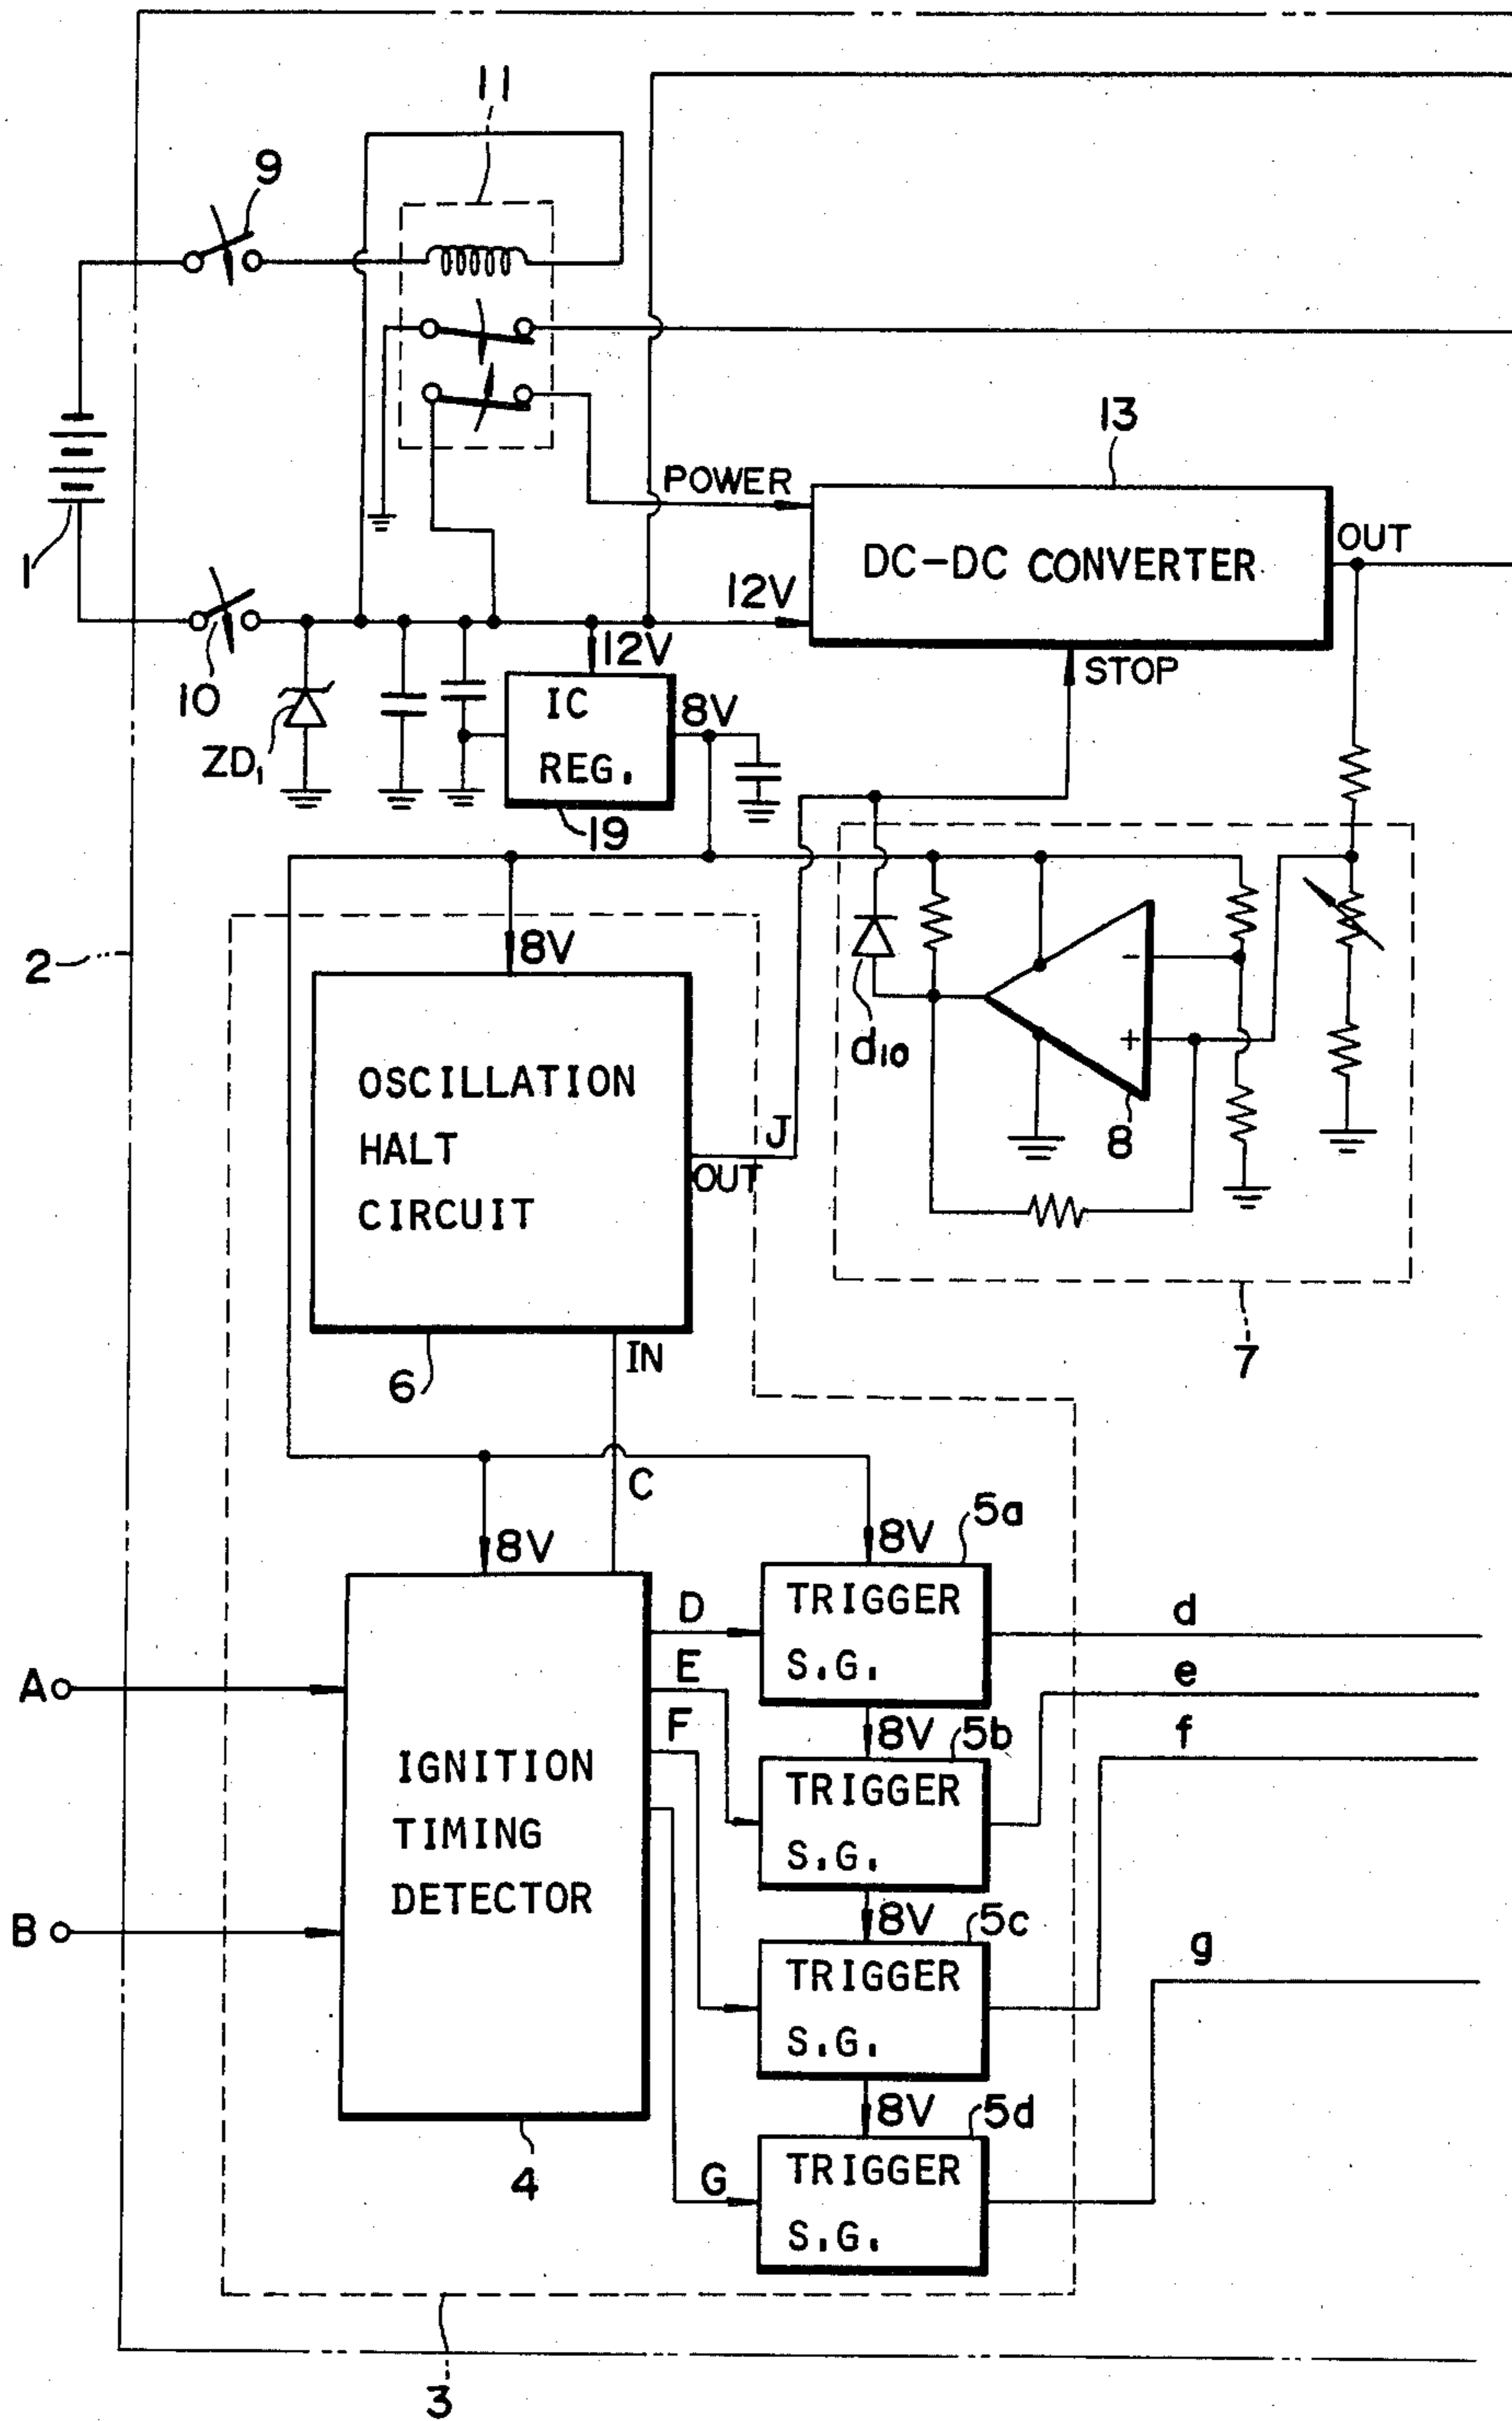 11
9
13
POWER
DC-DC CONVERTER
OUT
1
12V
12V
STOP
10
IC
REG.
8V
ZD1
19
2
8V
d10
OSCILLATION
HALT
CIRCUIT
-
+
8
J
OUT
7
6
IN
C
8V
8V
5a
TRIGGER
S.G.
D
d
E
e
A
F
8V
5b
f
IGNITION
TIMING
DETECTOR
TRIGGER
S.G.
B
8V
5c
g
TRIGGER
S.G.
8V
5d
4
G
TRIGGER
S.G.
3